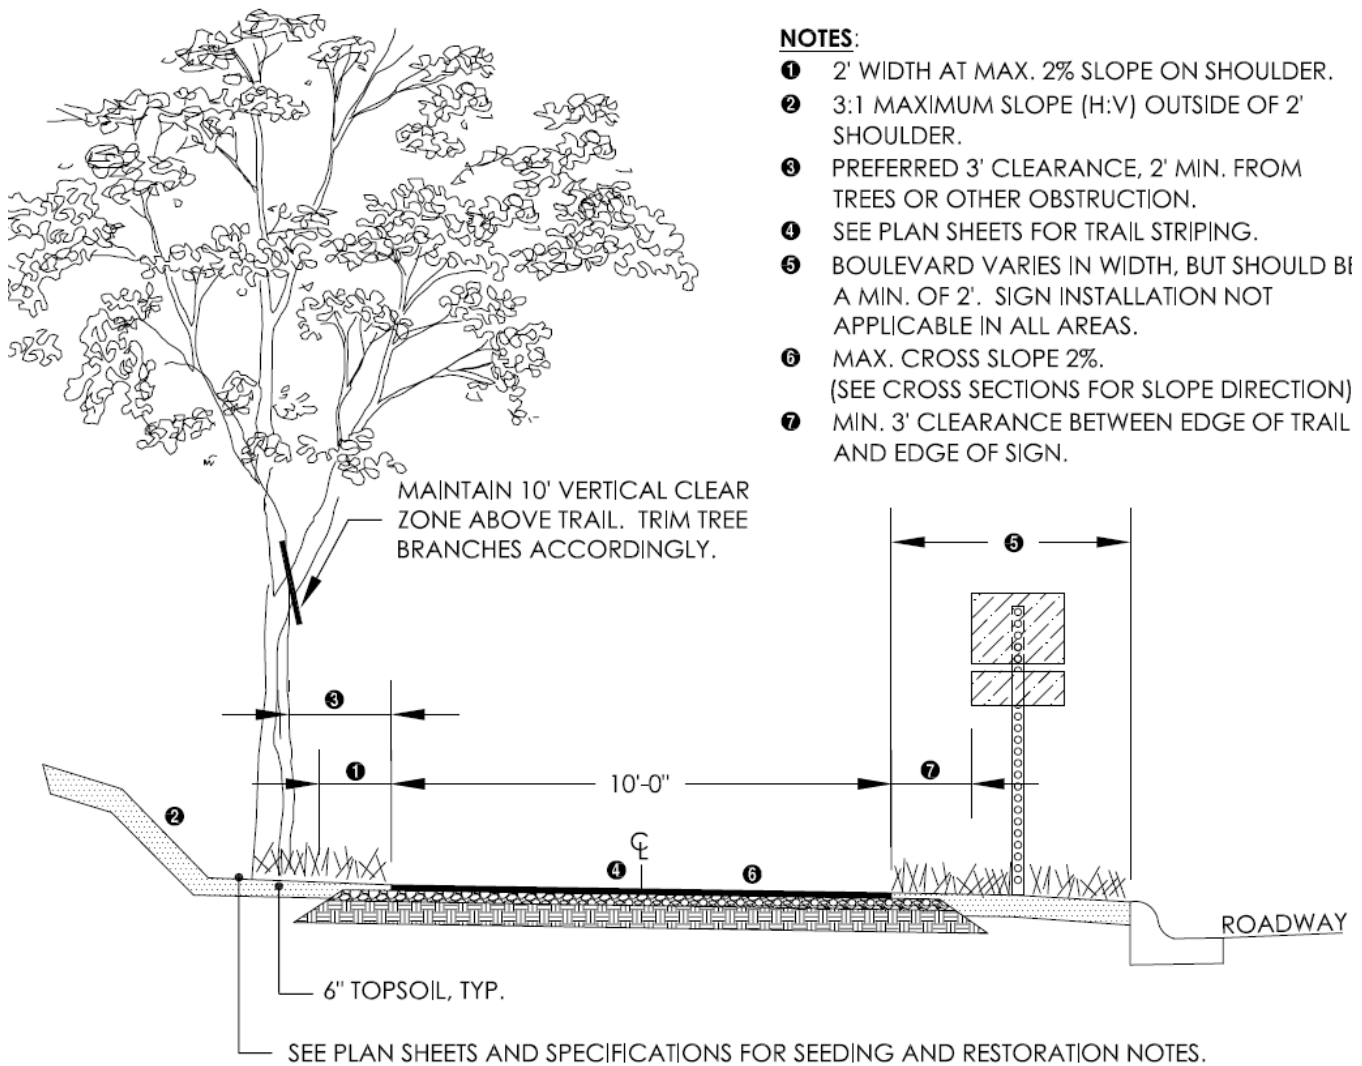 NOTES:
❶ 2' WIDTH AT MAX. 2% SLOPE ON SHOULDER.
❷ 3:1 MAXIMUM SLOPE (H:V) OUTSIDE OF 2'
SHOULDER.
❸ PREFERRED 3' CLEARANCE, 2' MIN. FROM
TREES OR OTHER OBSTRUCTION.
❹ SEE PLAN SHEETS FOR TRAIL STRIPING.
❺ BOULEVARD VARIES IN WIDTH, BUT SHOULD BE
A MIN. OF 2'. SIGN INSTALLATION NOT
APPLICABLE IN ALL AREAS.
❻ MAX. CROSS SLOPE 2%.
(SEE CROSS SECTIONS FOR SLOPE DIRECTION)
❼ MIN. 3' CLEARANCE BETWEEN EDGE OF TRAIL
AND EDGE OF SIGN.
MAINTAIN 10' VERTICAL CLEAR
ZONE ABOVE TRAIL. TRIM TREE
BRANCHES ACCORDINGLY.
❺
❸
❶
10'-0"
❼
❷
℄
❹
❻
ROADWAY
6" TOPSOIL, TYP.
SEE PLAN SHEETS AND SPECIFICATIONS FOR SEEDING AND RESTORATION NOTES.